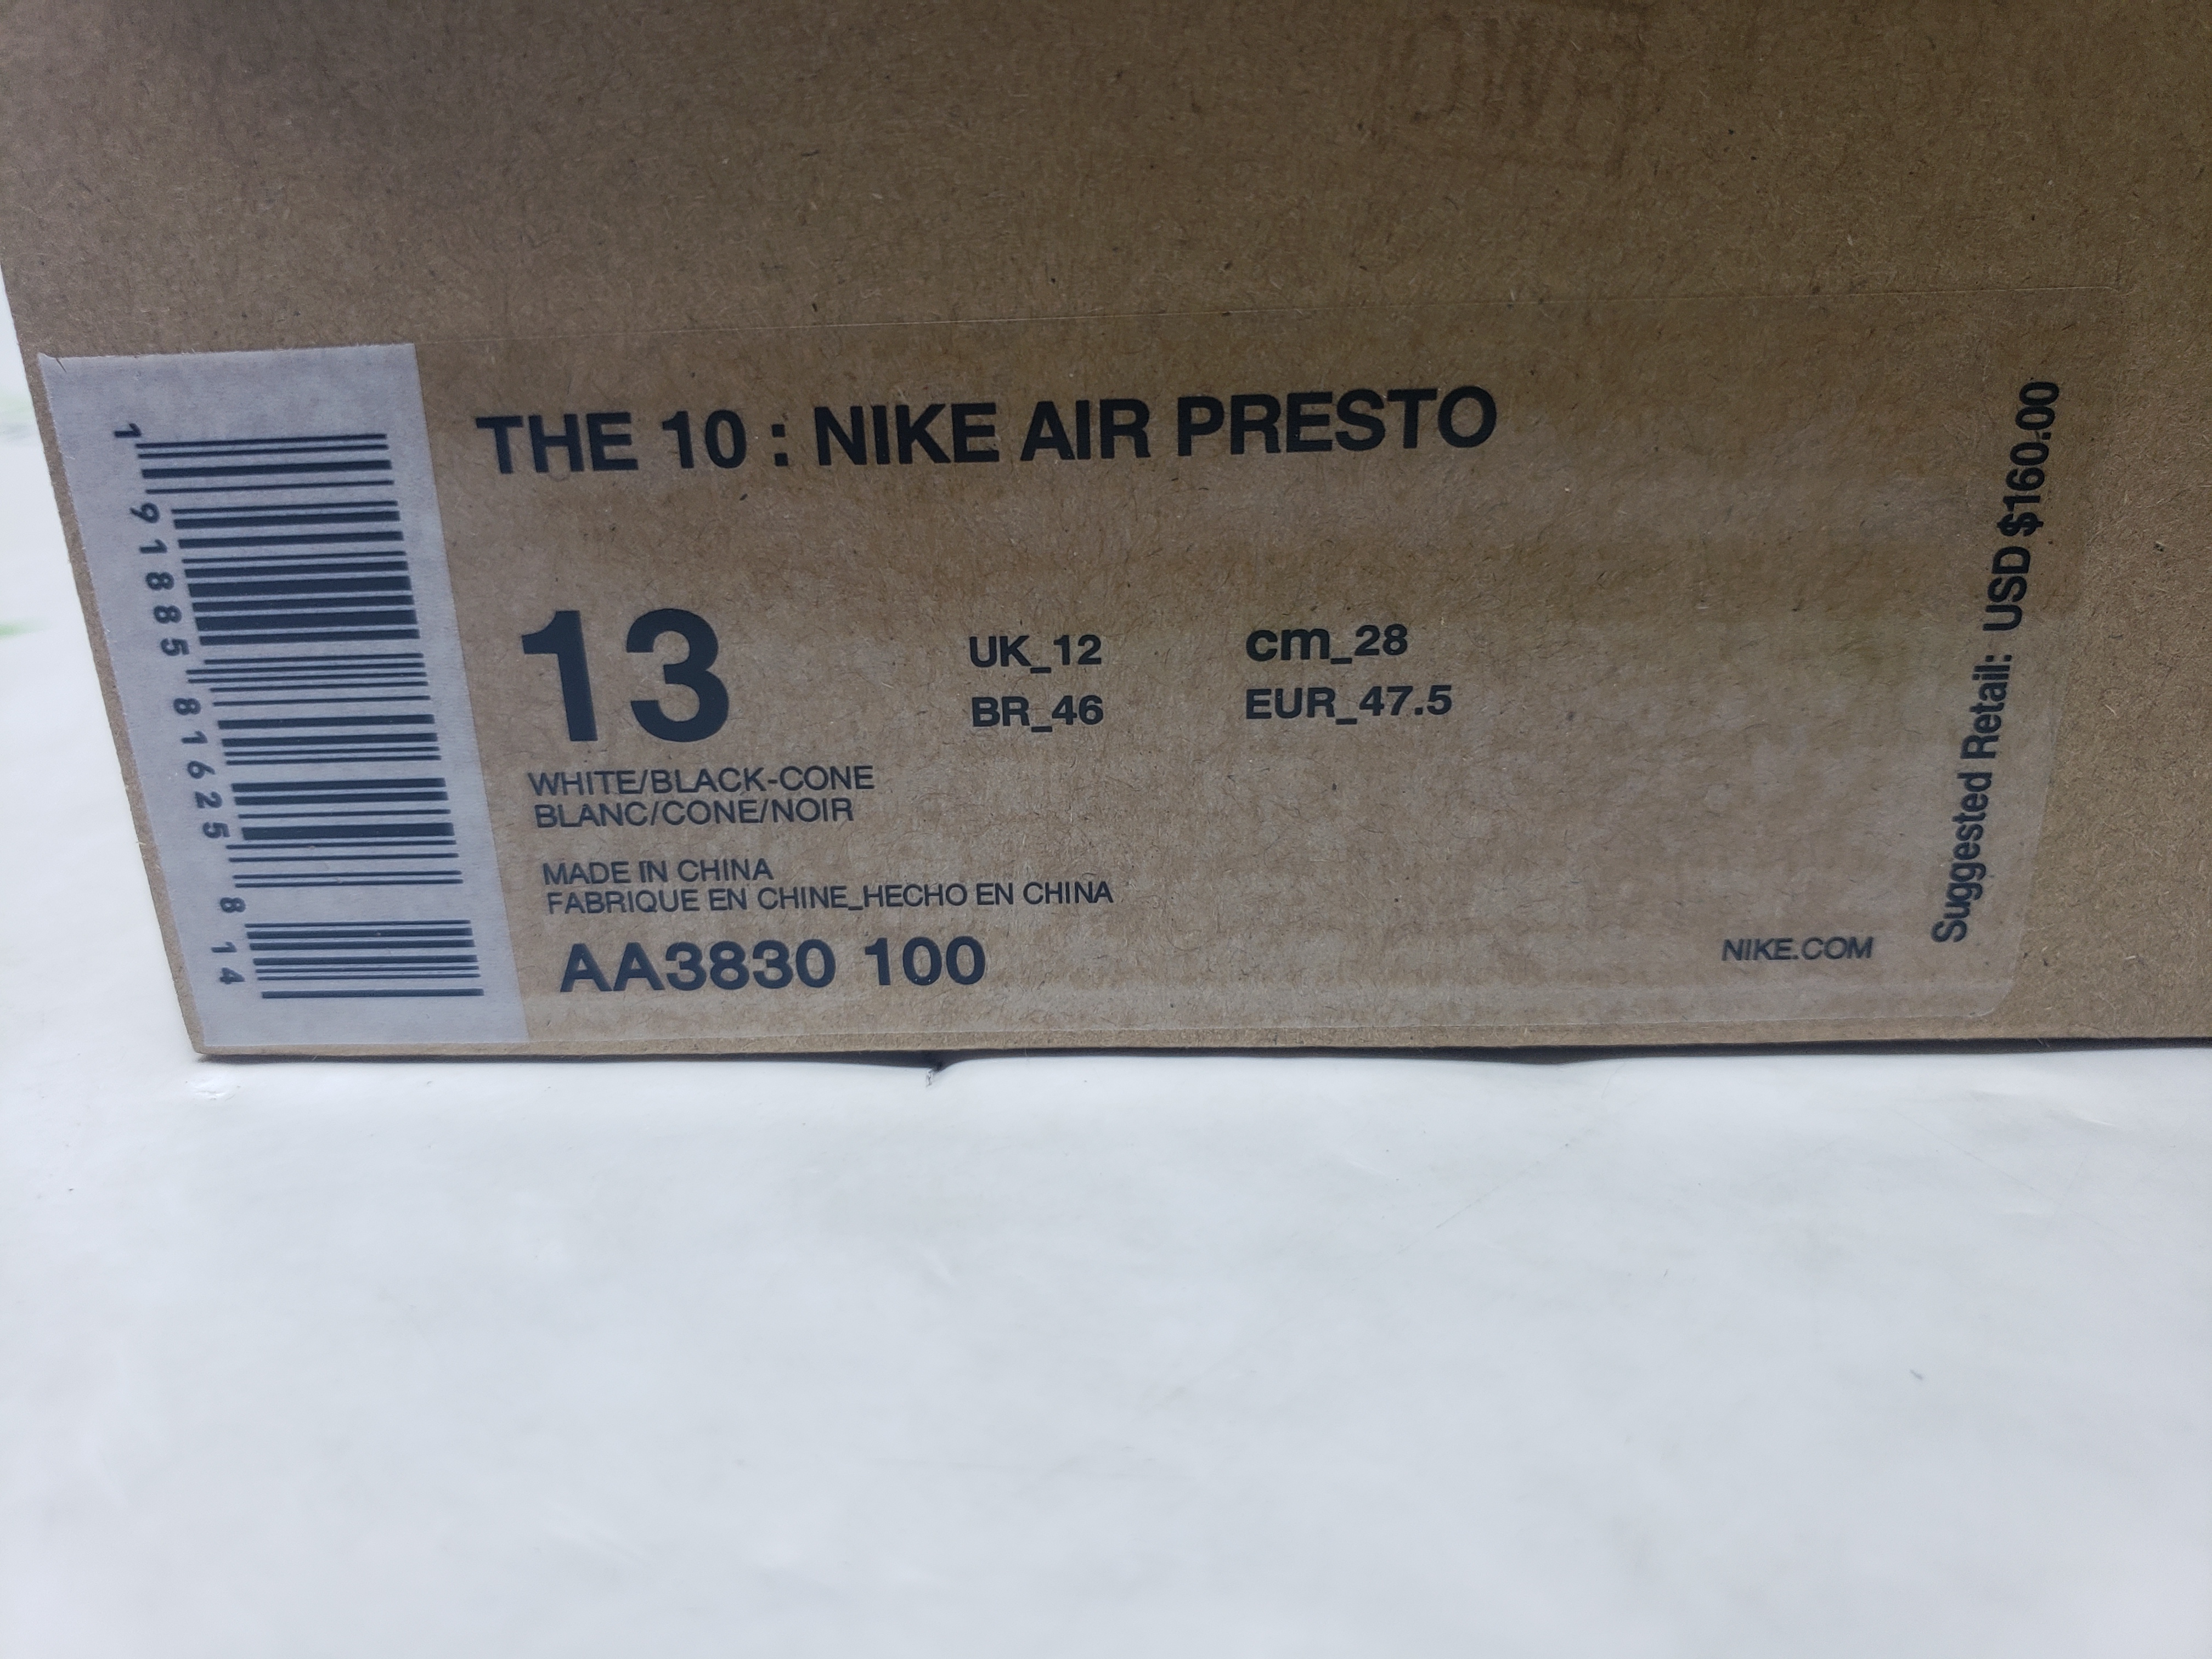 THE 10 : NIKE AIR PRESTO
13
UK_12
cm_28
BR_46
EUR_47.5
WHITE/BLACK-CONE
BLANC/CONE/NOIR
MADE IN CHINA
FABRIQUE EN CHINE_HECHO EN CHINA
AA3830 100
NIKE.COM
Suggested Retail: USD $160.00
1 91885 81625 8 14